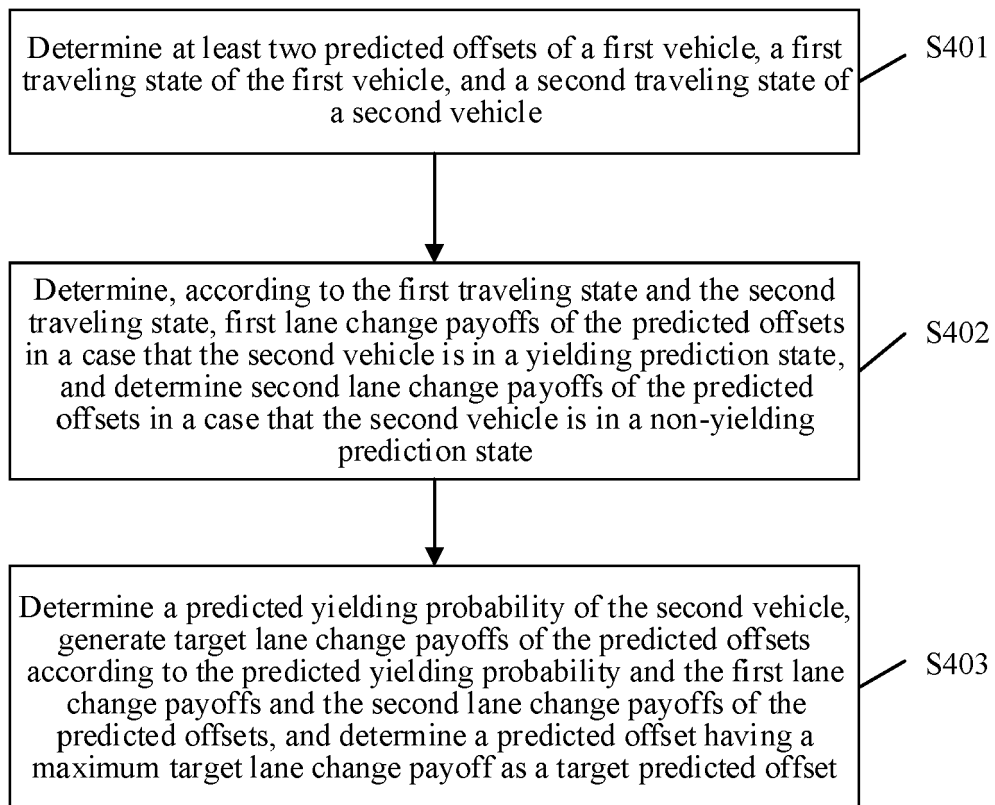 Determine at least two predicted offsets of a first vehicle, a first
traveling state of the first vehicle, and a second traveling state of
a second vehicle
S401
Determine, according to the first traveling state and the second
traveling state, first lane change payoffs of the predicted offsets
in a case that the second vehicle is in a yielding prediction state,
and determine second lane change payoffs of the predicted
offsets in a case that the second vehicle is in a non-yielding
prediction state
S402
Determine a predicted yielding probability of the second vehicle,
generate target lane change payoffs of the predicted offsets
according to the predicted yielding probability and the first lane
change payoffs and the second lane change payoffs of the
predicted offsets, and determine a predicted offset having a
maximum target lane change payoff as a target predicted offset
S403